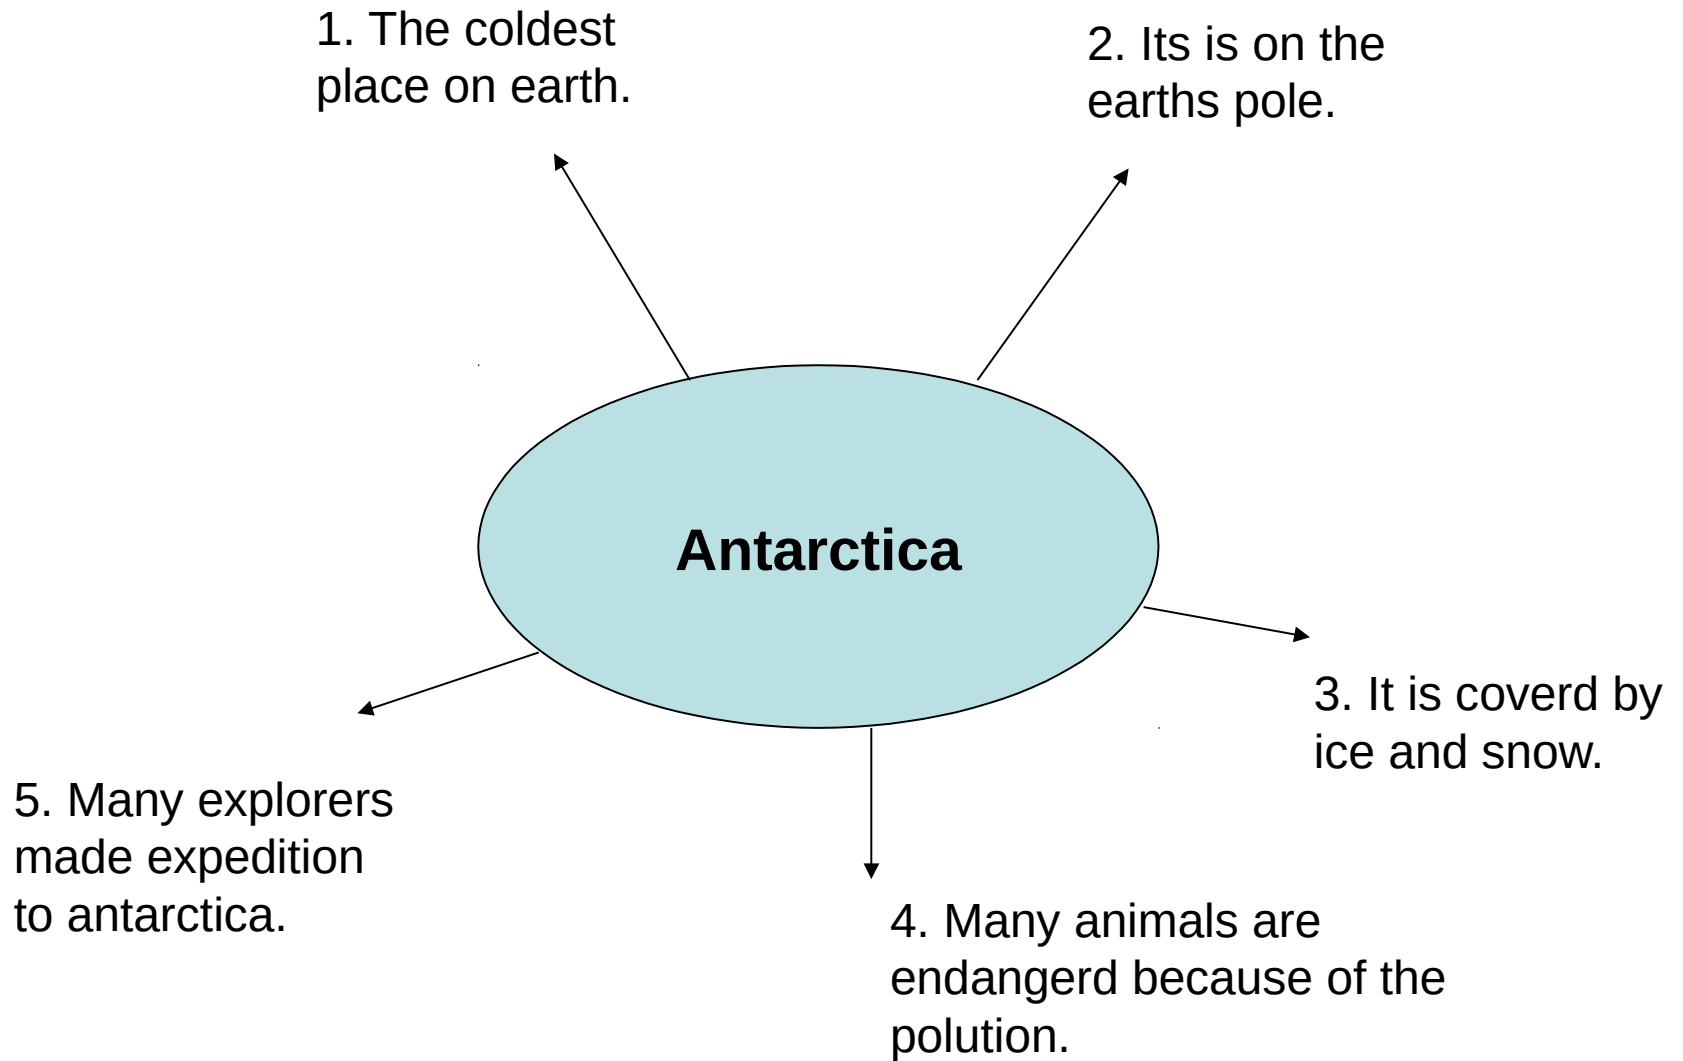 1. The coldest
place on earth.
2. Its is on the
earths pole.
Antarctica
3. It is coverd by
ice and snow.
5. Many explorers
made expedition
to antarctica.
4. Many animals are
endangerd because of the
polution.